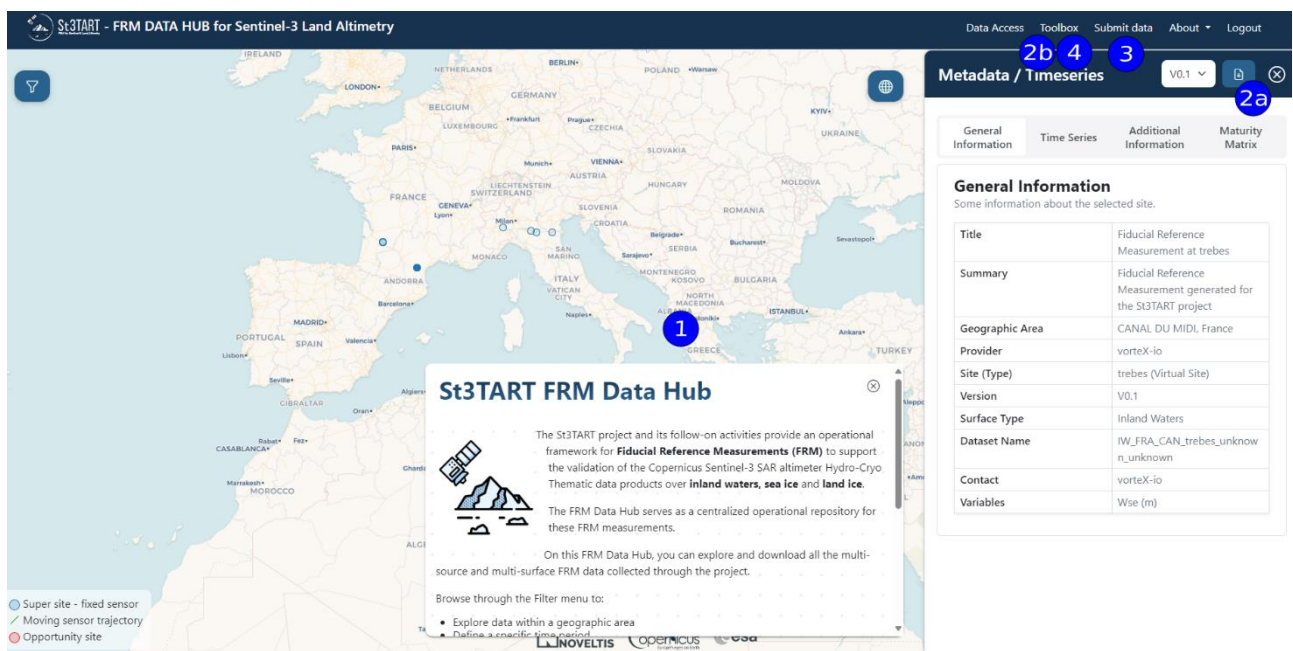 St3TART - FRM DATA HUB for Sentinel-3 Land Altimetry
Data Access Toolbox Submit data About Logout
2b 4 3
Metadata / Timeseries
V0.1
2a
General Information
Time Series
Additional Information
Maturity Matrix
General Information
Some information about the selected site.
Title Fiducial Reference
Measurement at trebes
Summary Fiducial Reference
Measurement generated for
the St3TART project
Geographic Area CANAL DU MIDI, France
Provider vorteX-io
Site (Type) trebes (Virtual Site)
Version V0.1
Surface Type Inland Waters
Dataset Name IW_FRA_CAN_trebes_unknow
n_unknown
Contact vorteX-io
Variables Wse (m)
IRELAND
NETHERLANDS
BERLIN
POLAND
Warsaw
LONDON
GERMANY
BELGIUM
Frankfurt
Prague
KYIV
LUXEMBOURG
CZECHIA
UKRAINE
PARIS
SLOVAKIA
Munich
VIENNA
AUSTRIA
LIECHTENSTEIN
HUNGARY
MOLDOVA
FRANCE
SWITZERLAND
GENEVA
SLOVENIA
ROMANIA
Lyon
Milan
CROATIA
Belgrade
Bucharest
Sevastopol
SAN
MARINO
SERBIA
MONACO
Sarajevo
MONTENEGRO
KOSOVO
BULGARIA
ANDORRA
ITALY
VATICAN
CITY
NORTH
MACEDONIA
Barcelona
Naples
ISTANBUL
1
MADRID
Ankara
PORTUGAL
SPAIN
Valencia
GREECE
TURKEY
Lisbon
Seville
Algiers
GIBRALTAR
Oran
Rabat
Fez
CASABLANCA
Marrakesh
MOROCCO
St3TART FRM Data Hub
The St3TART project and its follow-on activities provide an operational
framework for Fiducial Reference Measurements (FRM) to support
the validation of the Copernicus Sentinel-3 SAR altimeter Hydro-Cryo
Thematic data products over inland waters, sea ice and land ice.
The FRM Data Hub serves as a centralized operational repository for
these FRM measurements.
On this FRM Data Hub, you can explore and download all the multi-
source and multi-surface FRM data collected through the project.
Browse through the Filter menu to:
• Explore data within a geographic area
• Define a specific time period
Super site - fixed sensor
Moving sensor trajectory
Opportunity site
NOVELTIS opernicus esa